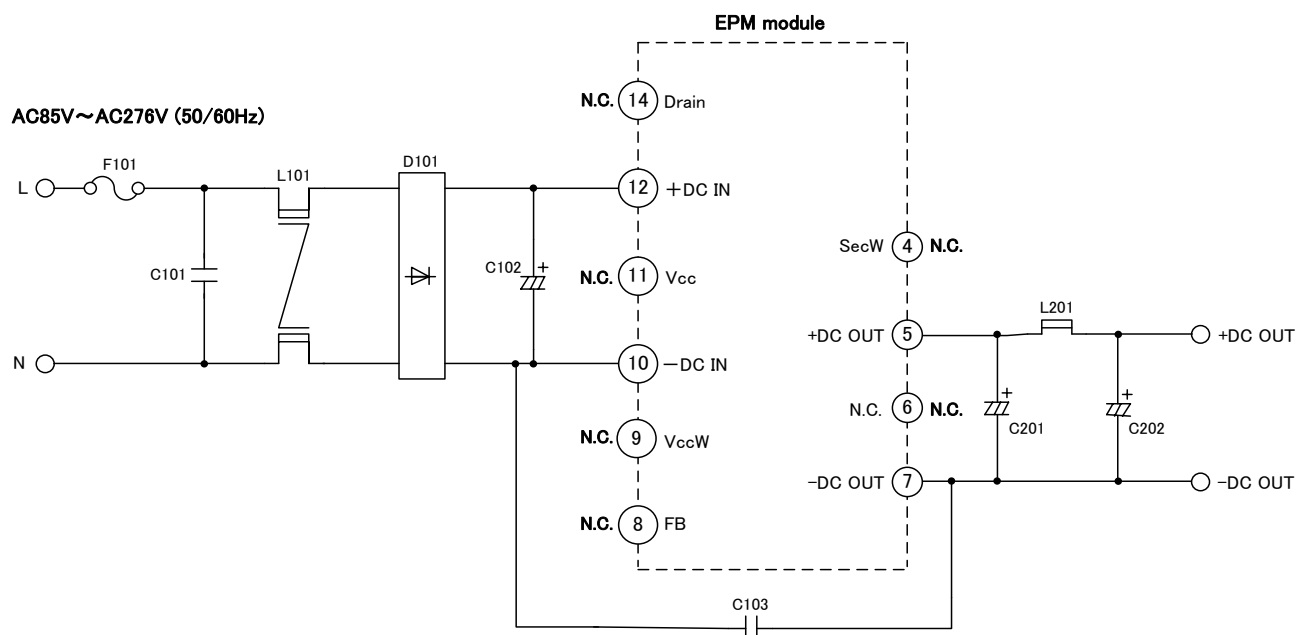 EPM module
N.C. 14 Drain
AC85V～AC276V (50/60Hz)
F101
L101
D101
L
12 ＋DC IN
C101
C102
+
N.C. 11 Vcc
SecW 4 N.C.
L201
+DC OUT 5
+DC OUT
N
10 －DC IN
N.C. 6 N.C.
+
C201
+
C202
N.C. 9 VccW
-DC OUT 7
-DC OUT
N.C. 8 FB
C103